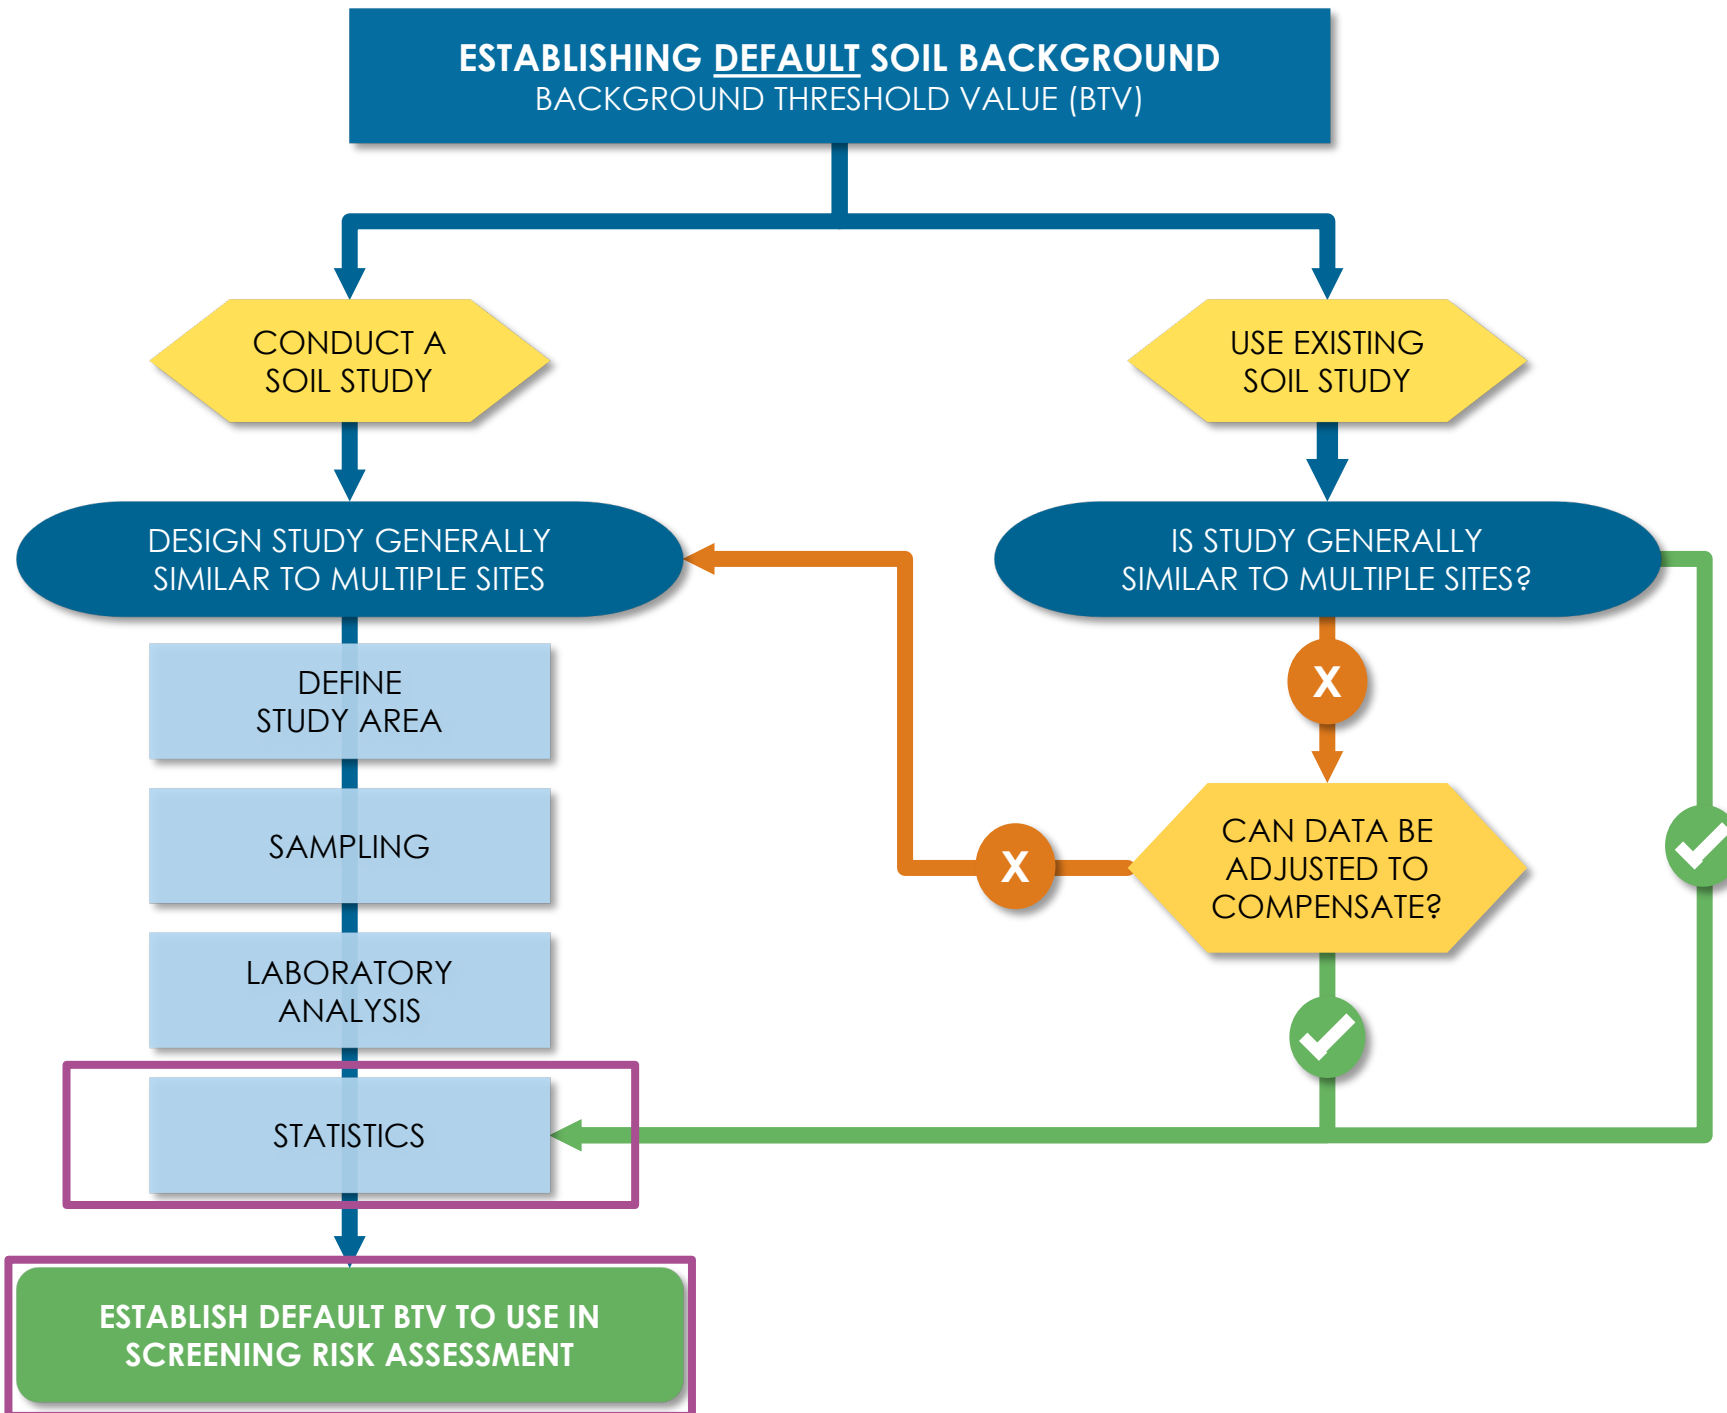 ESTABLISHING DEFAULT SOIL BACKGROUND
BACKGROUND THRESHOLD VALUE (BTV)
CONDUCT A
SOIL STUDY
USE EXISTING
SOIL STUDY
DESIGN STUDY GENERALLY
SIMILAR TO MULTIPLE SITES
IS STUDY GENERALLY
SIMILAR TO MULTIPLE SITES?
DEFINE
STUDY AREA
X
SAMPLING
X
CAN DATA BE
ADJUSTED TO
COMPENSATE?
LABORATORY
ANALYSIS
STATISTICS
ESTABLISH DEFAULT BTV TO USE IN
SCREENING RISK ASSESSMENT